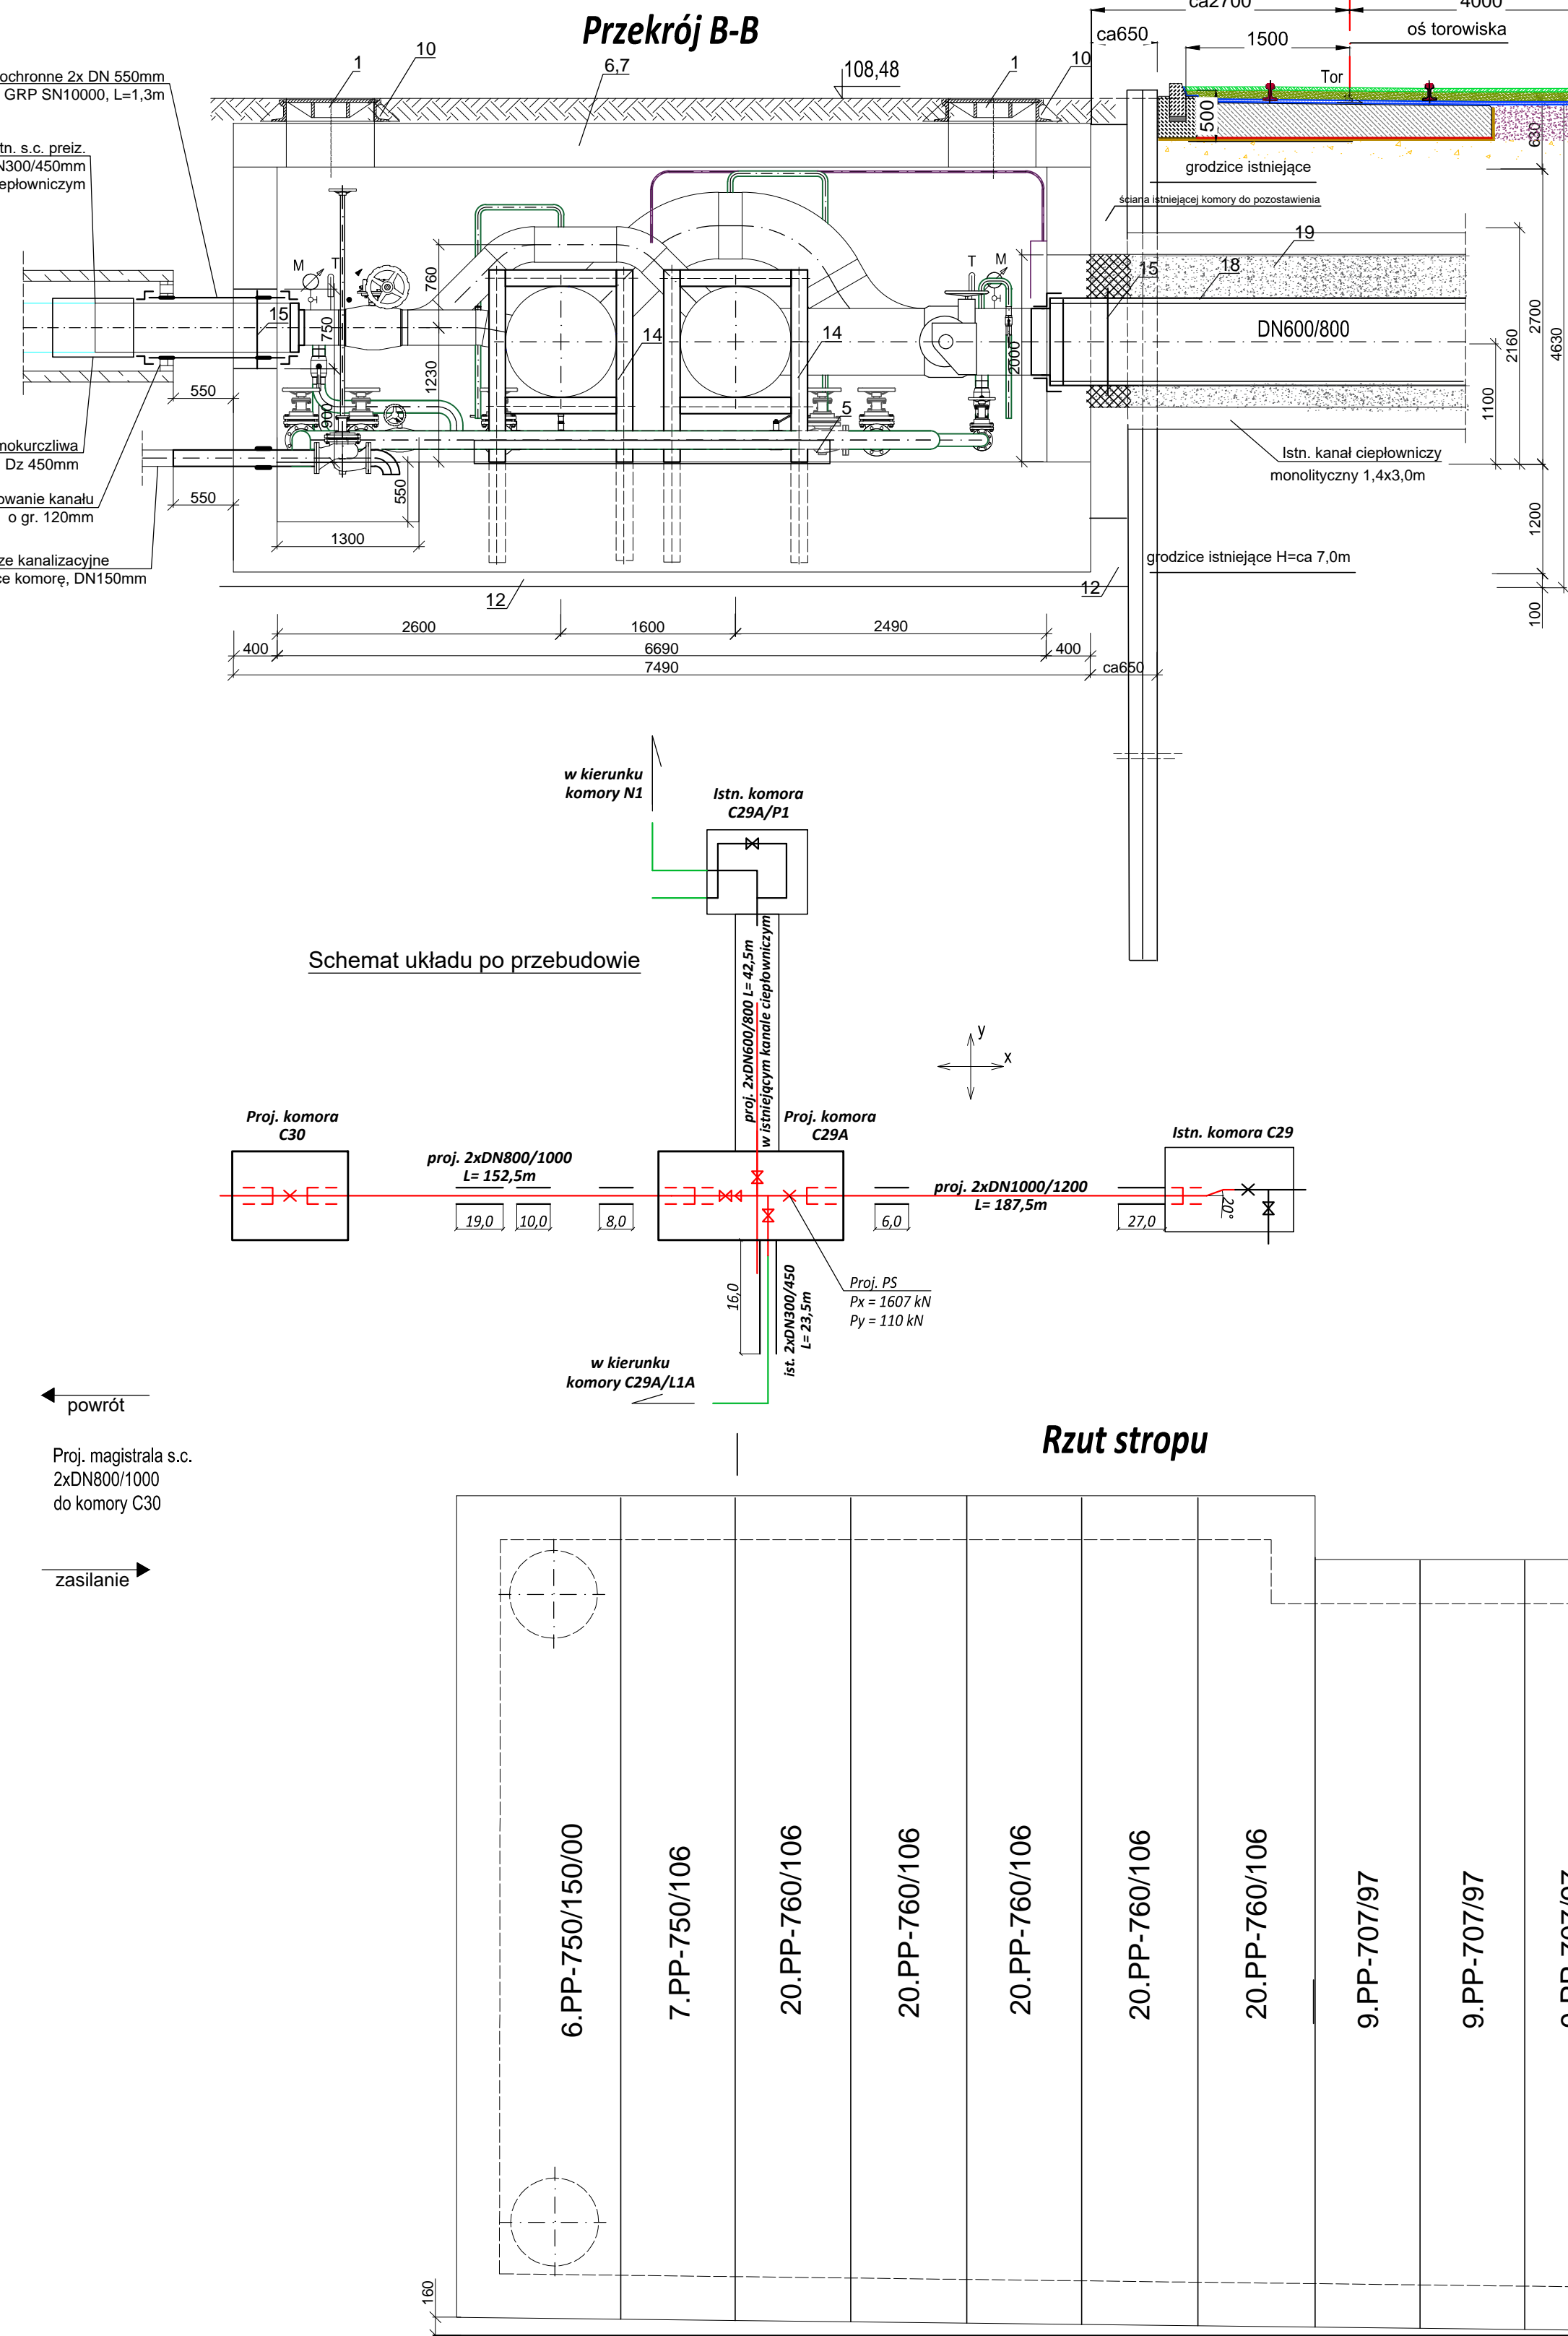 Przekrój B-B
ca2700
4000
ca650
1500
oś torowiska
ochronne 2x DN 550mm
GRP SN10000, L=1,3m
1
10
6,7
108,48
1
10
Tor
500
630
grodzice istniejące
ściana istniejącej komory do pozostawienia
tn. s.c. preiz.
N300/450mm
epłowniczym
19
18
15
DN600/800
M
T
760
750
15
1230
900
14
14
5
T
M
2000
2160
2700
4630
1100
550
mokurczliwa
Dz 450mm
owanie kanału
o gr. 120mm
550
550
1300
Istn. kanał ciepłowniczy
monolityczny 1,4x3,0m
1200
ze kanalizacyjne
ce komorę, DN150mm
grodzice istniejące H=ca 7,0m
12
12
100
2600
1600
2490
400
6690
400
7490
ca650
w kierunku
komory N1
Istn. komora
C29A/P1
Schemat układu po przebudowie
proj. 2xDN600/800 L= 42,5m
w istniejącym kanale ciepłowniczym
y
x
Proj. komora
C30
Proj. komora
C29A
Istn. komora C29
proj. 2xDN800/1000
L= 152,5m
proj. 2xDN1000/1200
L= 187,5m
19,0
10,0
8,0
6,0
27,0
20°
16,0
ist. 2xDN300/450
L= 23,5m
Proj. PS
Px = 1607 kN
Py = 110 kN
w kierunku
komory C29A/L1A
powrót
Proj. magistrala s.c.
2xDN800/1000
do komory C30
zasilanie
Rzut stropu
6.PP-750/150/00
7.PP-750/106
20.PP-760/106
20.PP-760/106
20.PP-760/106
20.PP-760/106
20.PP-760/106
9.PP-707/97
9.PP-707/97
9.PP-707/97
160